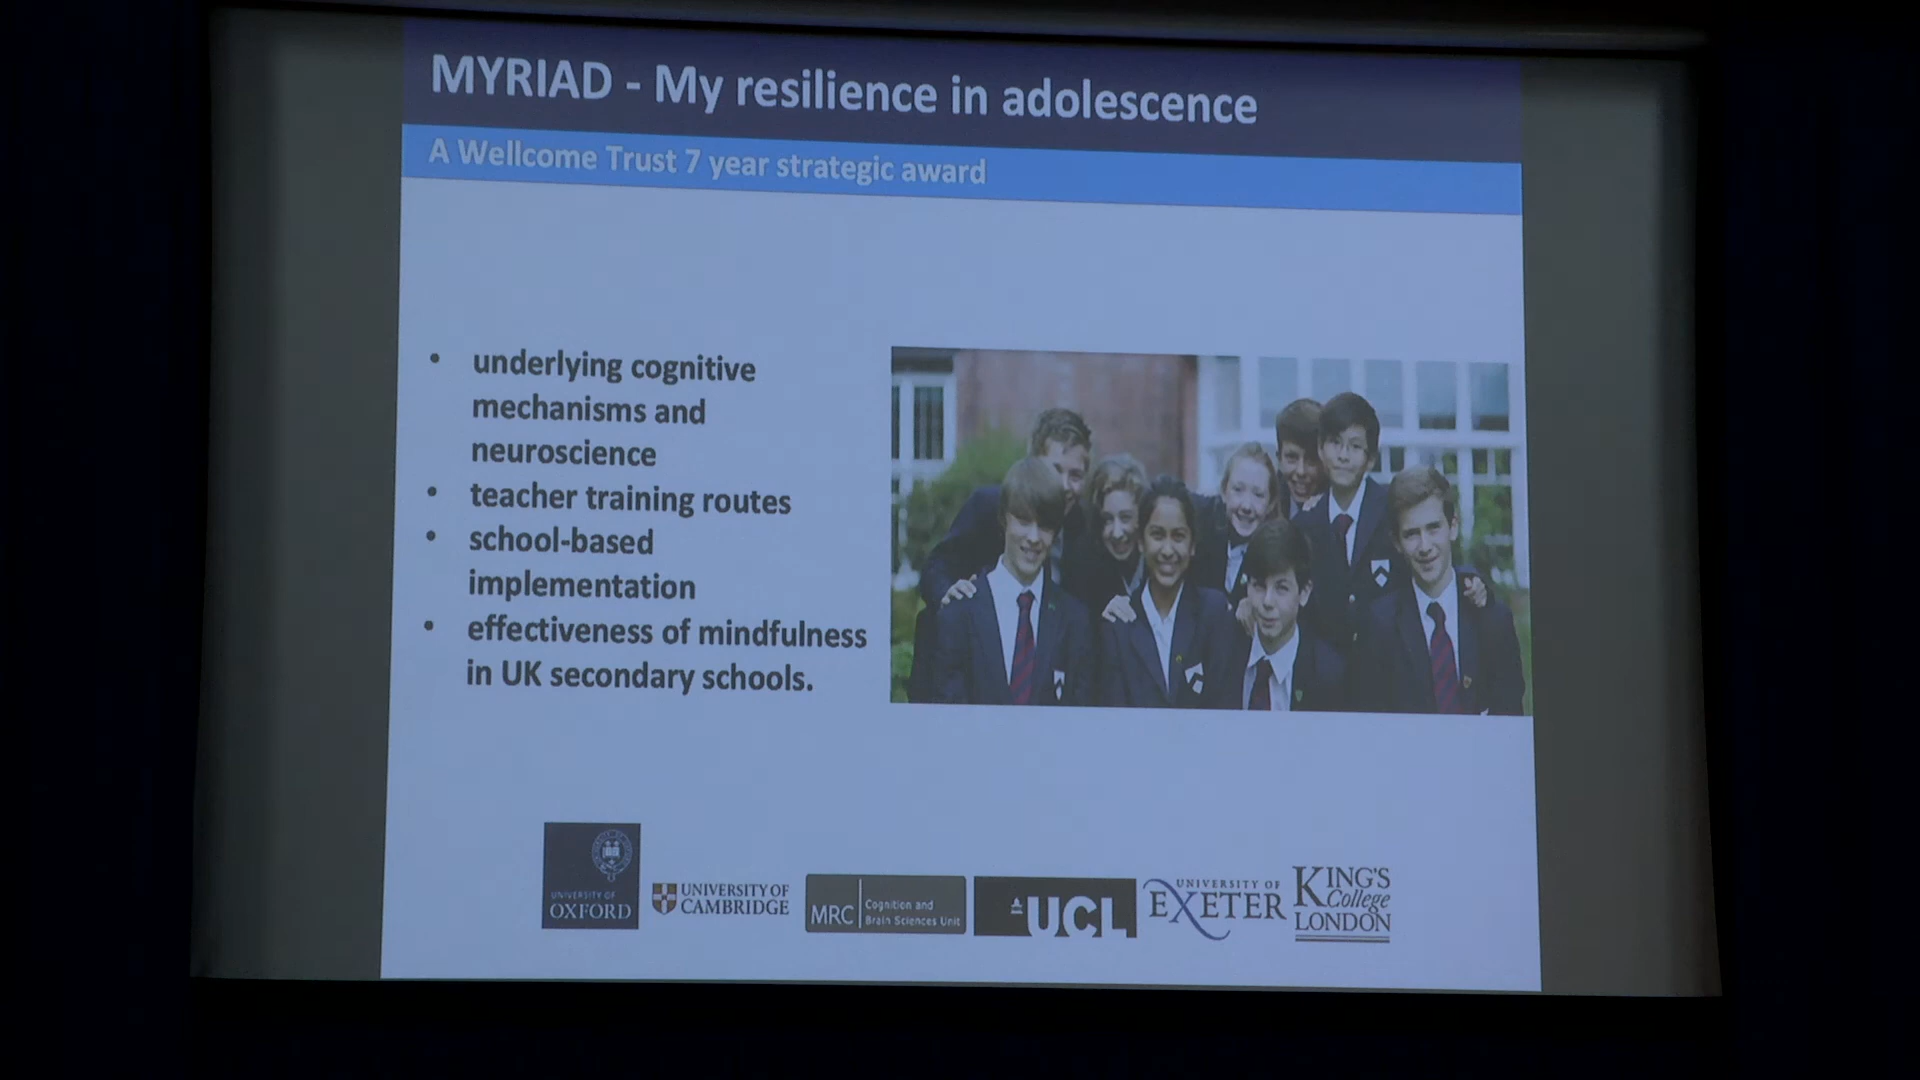 MYRIAD - My resilience in adolescence
A Wellcome Trust 7 year strategic award
• underlying cognitive
mechanisms and
neuroscience
• teacher training routes
• school-based
implementation
• effectiveness of mindfulness
in UK secondary schools.
UNIVERSITY OF
OXFORD
UNIVERSITY OF
CAMBRIDGE
MRC
Cognition and
Brain Sciences Unit
UCL
UNIVERSITY OF
EXETER
KING'S
College
LONDON